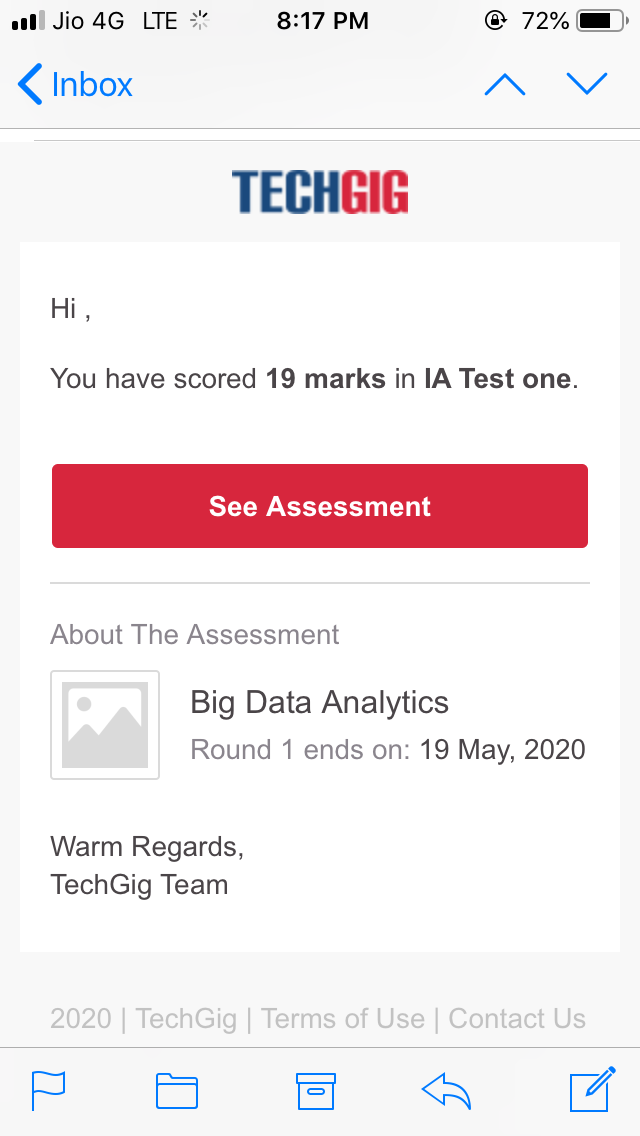 Jio 4G LTE 8:17 PM 72%
Inbox
TECHGIG
Hi ,
You have scored 19 marks in IA Test one.
See Assessment
About The Assessment
Big Data Analytics
Round 1 ends on: 19 May, 2020
Warm Regards,
TechGig Team
2020 | TechGig | Terms of Use | Contact Us